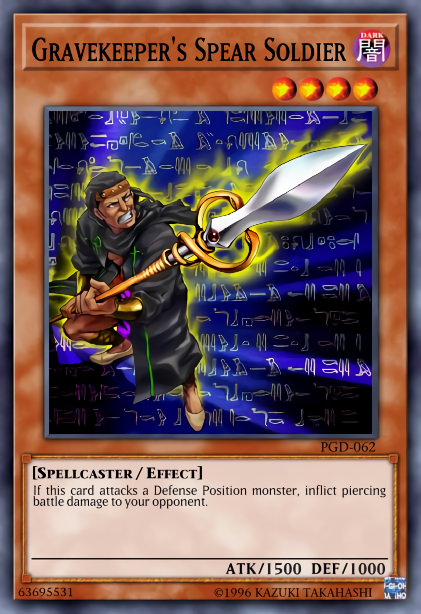 Gravekeeper's Spear Soldier
DARK
闇
PGD-062
[Spellcaster / Effect]
If this card attacks a Defense Position monster, inflict piercing
battle damage to your opponent.
ATK/1500 DEF/1000
63695531
©1996 KAZUKI TAKAHASHI